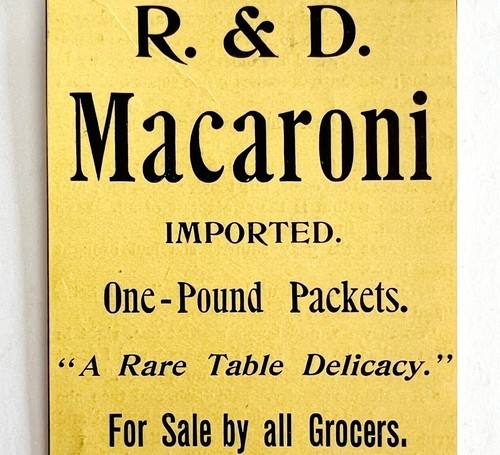 R. & D.
Macaroni
IMPORTED.
One-Pound Packets.
“A Rare Table Delicacy.”
For Sale by all Grocers.